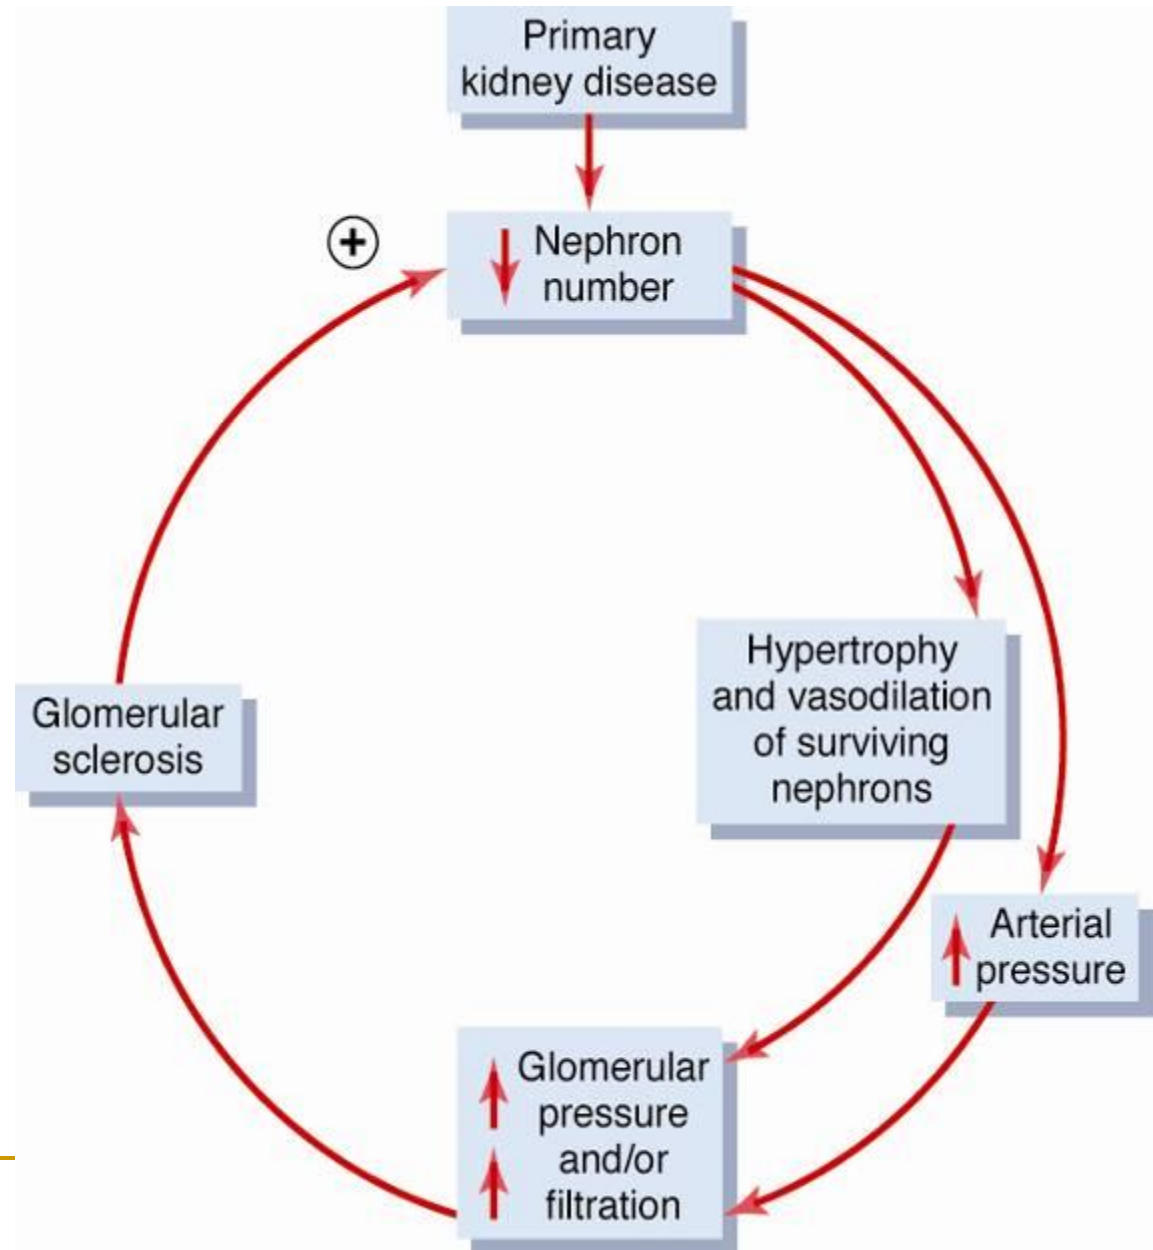 Primary
kidney disease
+
↓ Nephron
number
Hypertrophy
and vasodilation
of surviving
nephrons
Glomerular
sclerosis
↑ Arterial
pressure
↑ Glomerular
pressure
and/or
↑ filtration